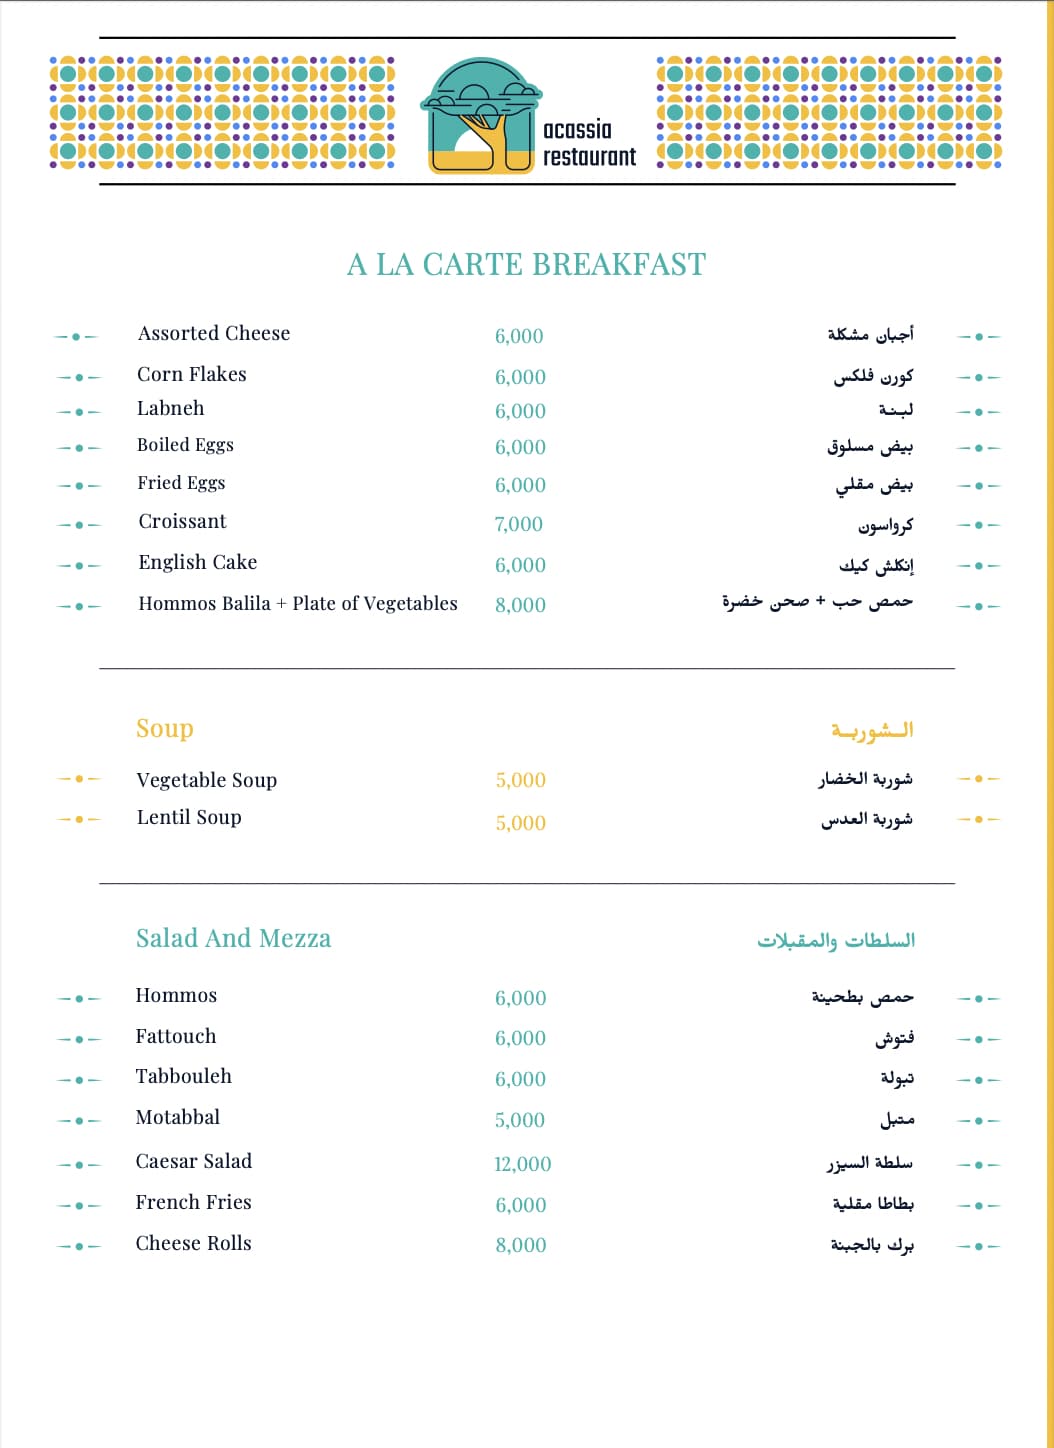 acassia
restaurant
A LA CARTE BREAKFAST
Assorted Cheese 6,000 أجبان مشكلة
Corn Flakes 6,000 كورن فلكس
Labneh 6,000 لبـنـة
Boiled Eggs 6,000 بيض مسلوق
Fried Eggs 6,000 بيض مقلي
Croissant 7,000 كرواسون
English Cake 6,000 إنكلش كيك
Hommos Balila + Plate of Vegetables 8,000 حمص حب + صحن خضرة
Soup الــشوربــة
Vegetable Soup 5,000 شوربة الخضار
Lentil Soup 5,000 شوربة العدس
Salad And Mezza السلطات والمقبلات
Hommos 6,000 حمص بطحينة
Fattouch 6,000 فتوش
Tabbouleh 6,000 تبولة
Motabbal 5,000 متبل
Caesar Salad 12,000 سلطة السيزر
French Fries 6,000 بطاطا مقلية
Cheese Rolls 8,000 برك بالجبنة